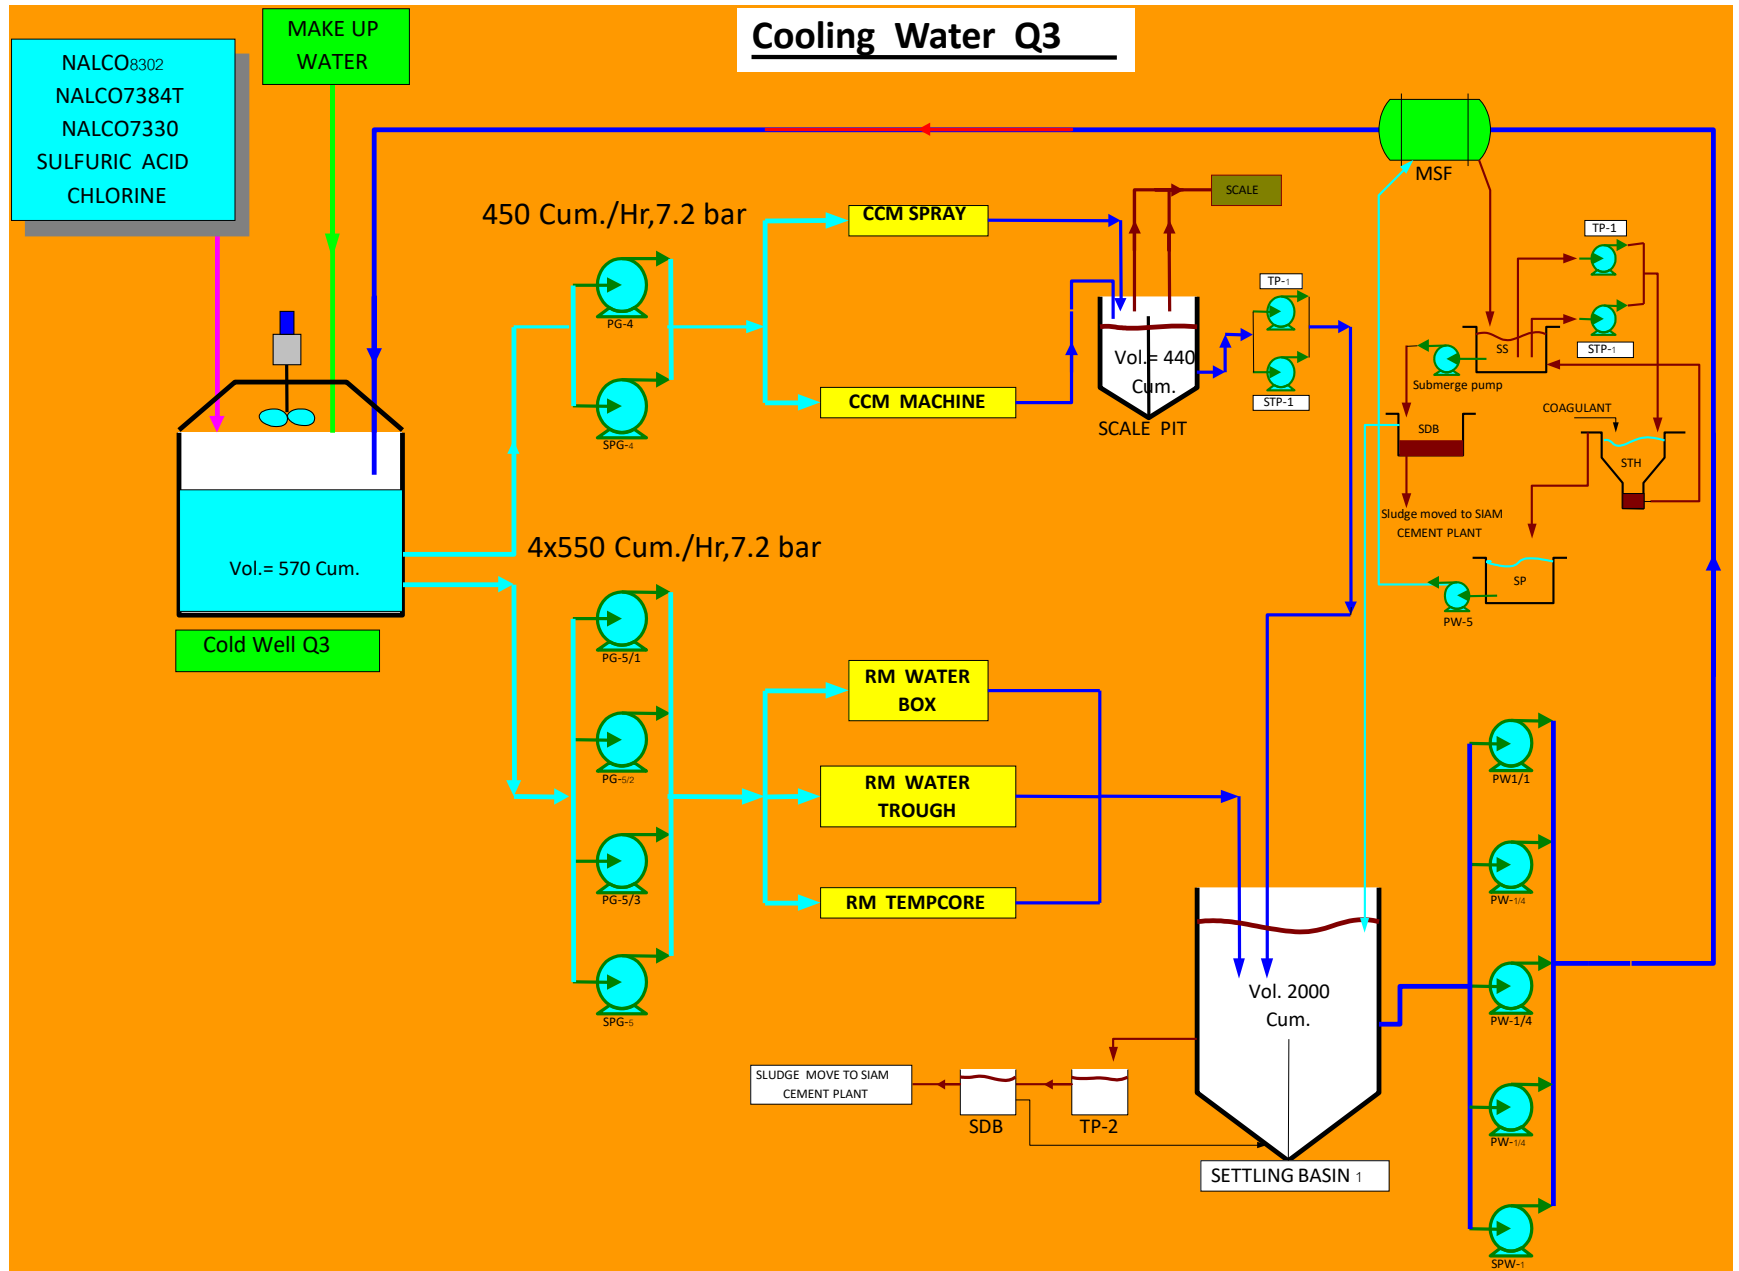 Cooling Water Q3
NALCO8302
NALCO7384T
NALCO7330
SULFURIC ACID
CHLORINE
MAKE UP
WATER
MSF
450 Cum./Hr,7.2 bar
CCM SPRAY
SCALE
PG-4
SPG-4
CCM MACHINE
Vol.= 440
Cum.
SCALE PIT
TP-1
STP-1
TP-1
STP-1
SS
Submerge pump
COAGULANT
SDB
STH
Sludge moved to SIAM
CEMENT PLANT
SP
PW-5
Vol.= 570 Cum.
Cold Well Q3
4x550 Cum./Hr,7.2 bar
PG-5/1
PG-5/2
PG-5/3
SPG-5
RM WATER
BOX
RM WATER
TROUGH
RM TEMPCORE
Vol. 2000
Cum.
SETTLING BASIN 1
SLUDGE MOVE TO SIAM
CEMENT PLANT
SDB
TP-2
PW1/1
PW-1/4
PW-1/4
PW-1/4
SPW-1